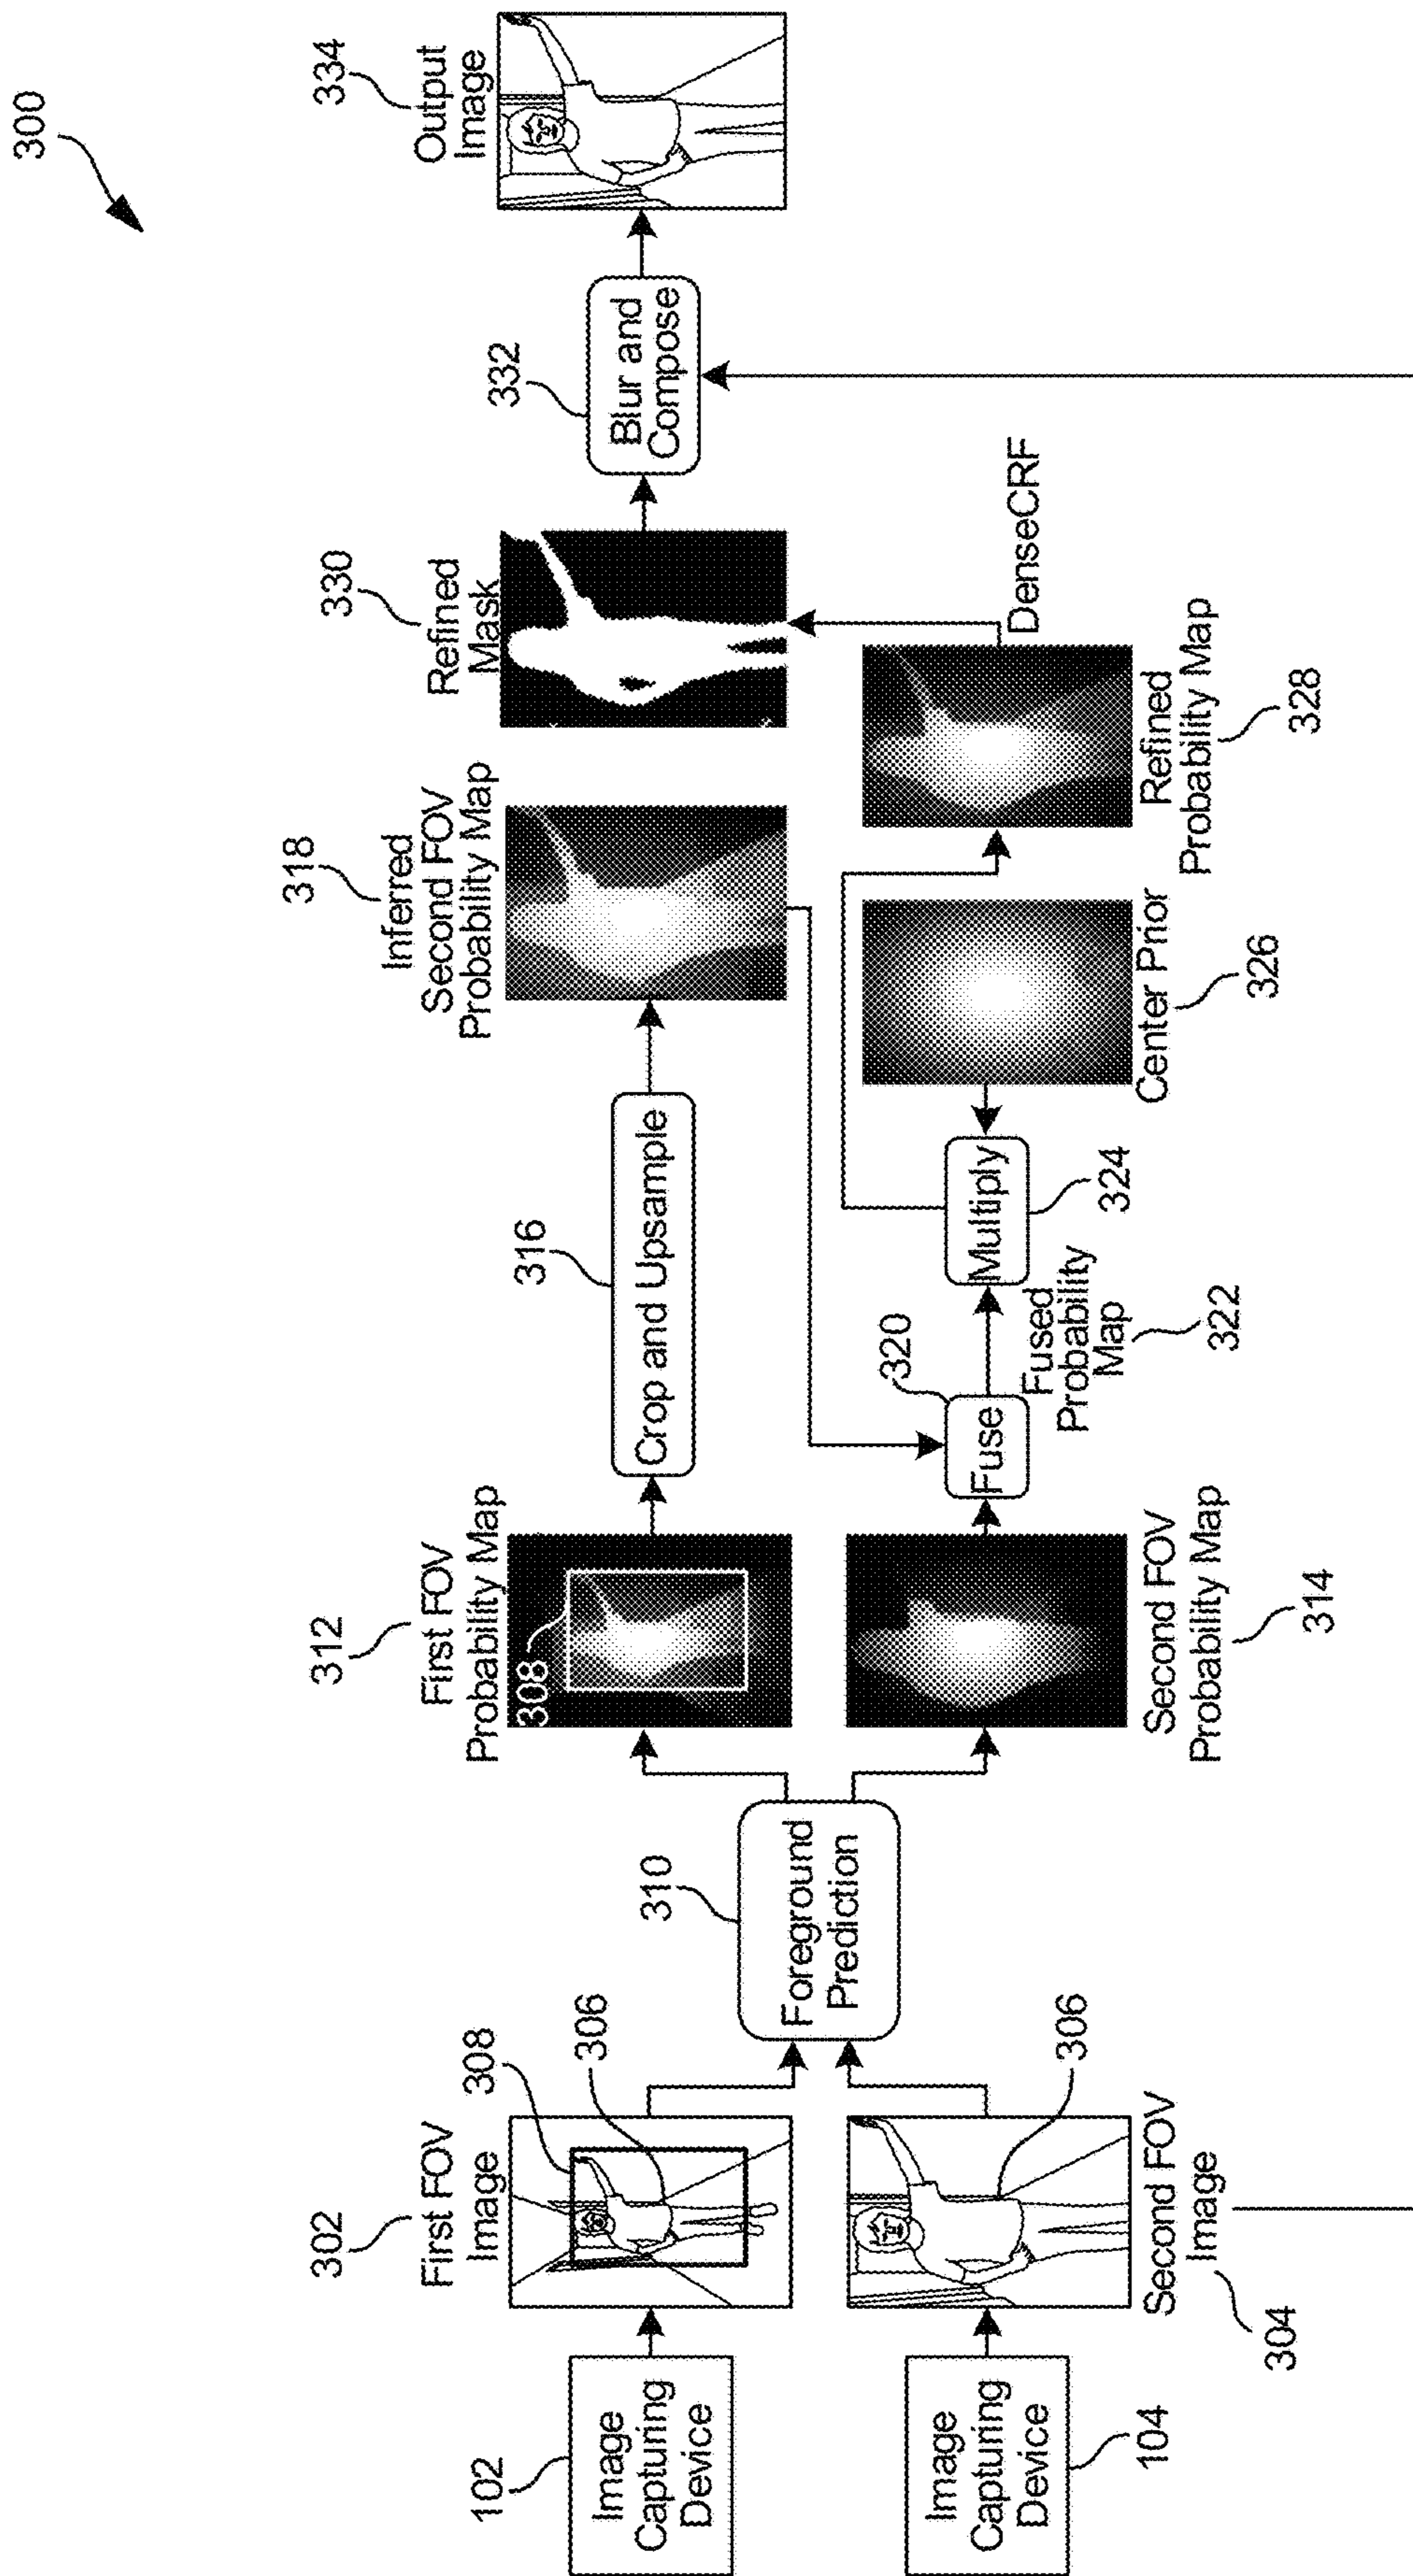 300
102
Image
Capturing
Device
Image
Capturing
Device
104
302
First FOV
Image
308
306
306
Second FOV
Image
304
310
Foreground
Prediction
312
First FOV
Probability Map
308
Second FOV
Probability Map
314
316
Crop and Upsample
320
Fuse
Fused
Probability
Map
322
Multiply
324
318
Inferred
Second FOV
Probability Map
Center Prior
326
330
Refined
Mask
DenseCRF
Refined
Probability Map
328
332
Blur and
Compose
334
Output
Image